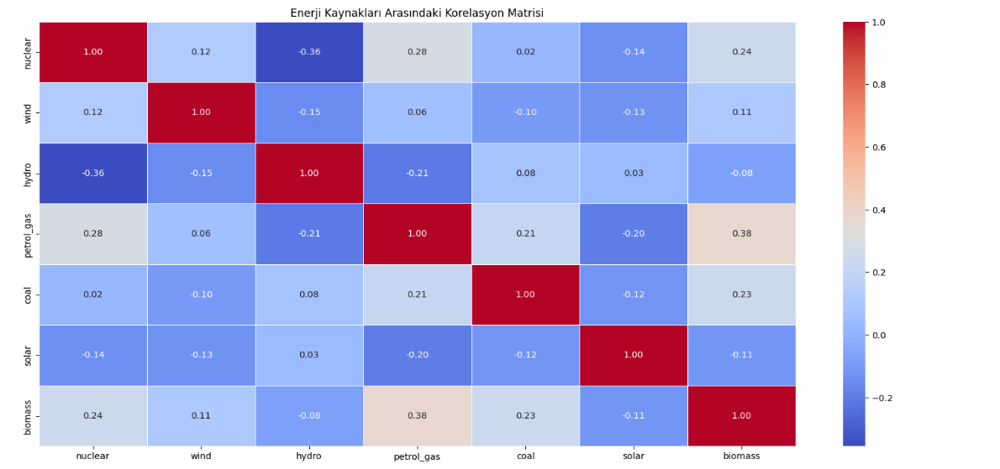 Enerji Kaynakları Arasındaki Korelasyon Matrisi
nuclear 1.00 0.12 -0.36 0.28 0.02 -0.14 0.24
wind 0.12 1.00 -0.15 0.06 -0.10 -0.13 0.11
hydro -0.36 -0.15 1.00 -0.21 0.08 0.03 -0.08
petrol_gas 0.28 0.06 -0.21 1.00 0.21 -0.20 0.38
coal 0.02 -0.10 0.08 0.21 1.00 -0.12 0.23
solar -0.14 -0.13 0.03 -0.20 -0.12 1.00 -0.11
biomass 0.24 0.11 -0.08 0.38 0.23 -0.11 1.00
nuclear wind hydro petrol_gas coal solar biomass
1.0
0.8
0.6
0.4
0.2
0.0
−0.2